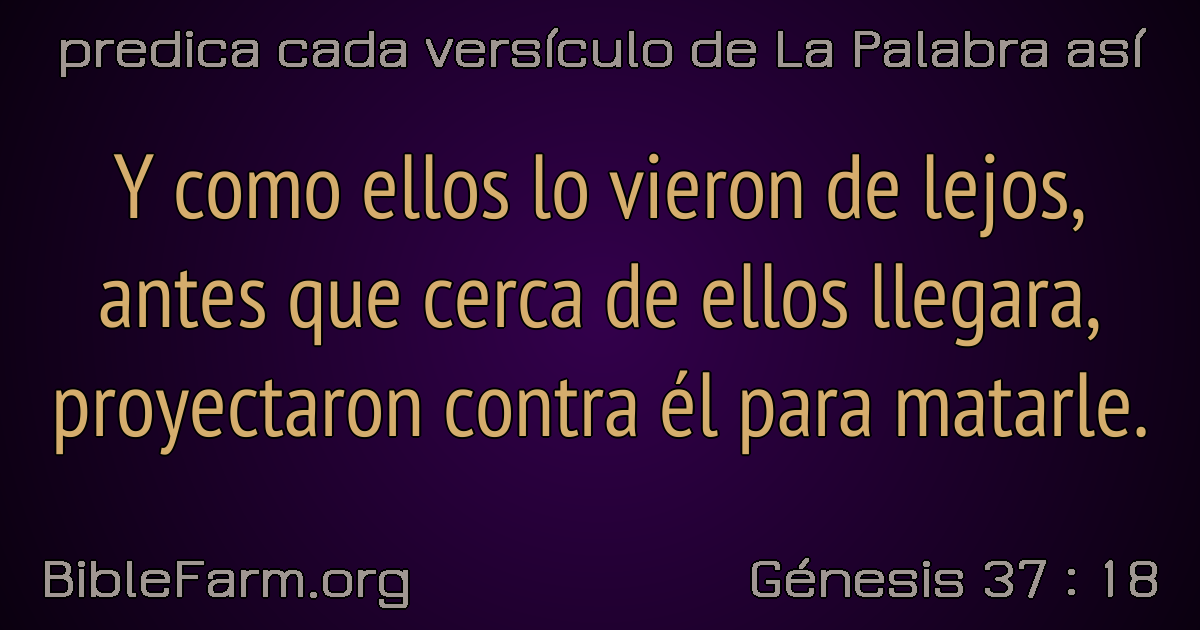 predica cada versículo de La Palabra así
Y como ellos lo vieron de lejos,
antes que cerca de ellos llegara,
proyectaron contra él para matarle.
BibleFarm.org
Génesis 37 : 18